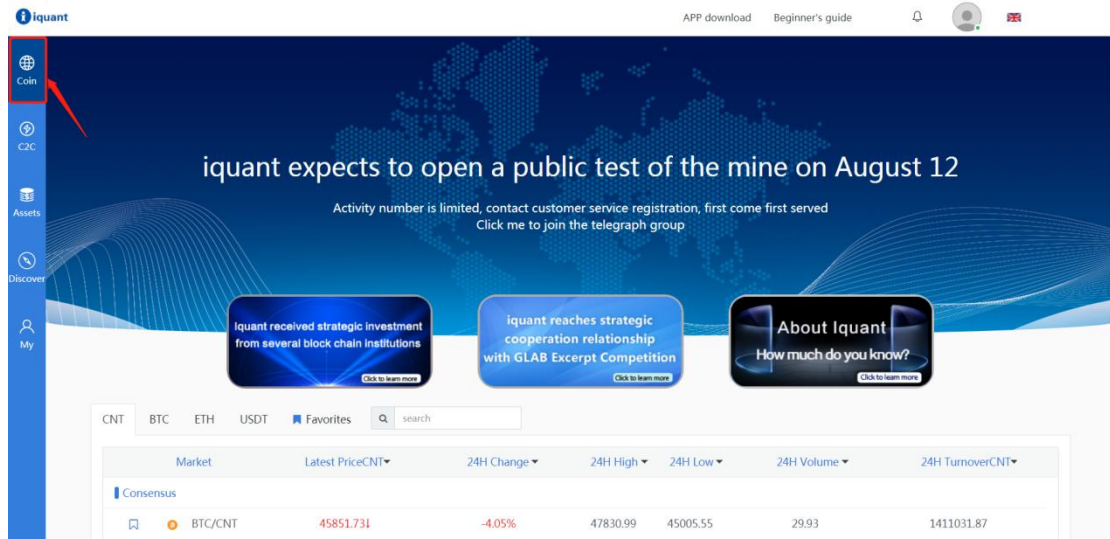 iquant
APP download Beginner's guide
Coin
C2C
Assets
Discover
My
iquant expects to open a public test of the mine on August 12
Activity number is limited, contact customer service registration, first come first served
Click me to join the telegraph group
Iquant received strategic investment
from several block chain institutions
Click to learn more
iquant reaches strategic
cooperation relationship
with GLAB Excerpt Competition
Click to learn more
About Iquant
How much do you know?
Click to learn more
CNT BTC ETH USDT Favorites search
Market Latest PriceCNT 24H Change 24H High 24H Low 24H Volume 24H TurnoverCNT
Consensus
BTC/CNT 45851.73↓ -4.05% 47830.99 45005.55 29.93 1411031.87